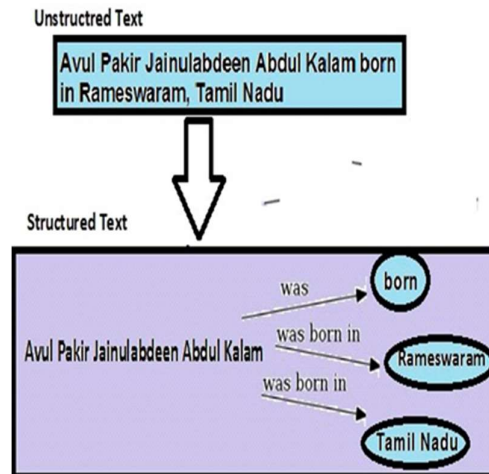 Unstructred Text
Avul Pakir Jainulabdeen Abdul Kalam born
in Rameswaram, Tamil Nadu
Structred Text
was
born
Avul Pakir Jainulabdeen Abdul Kalam
was born in
Rameswaram
was born in
Tamil Nadu